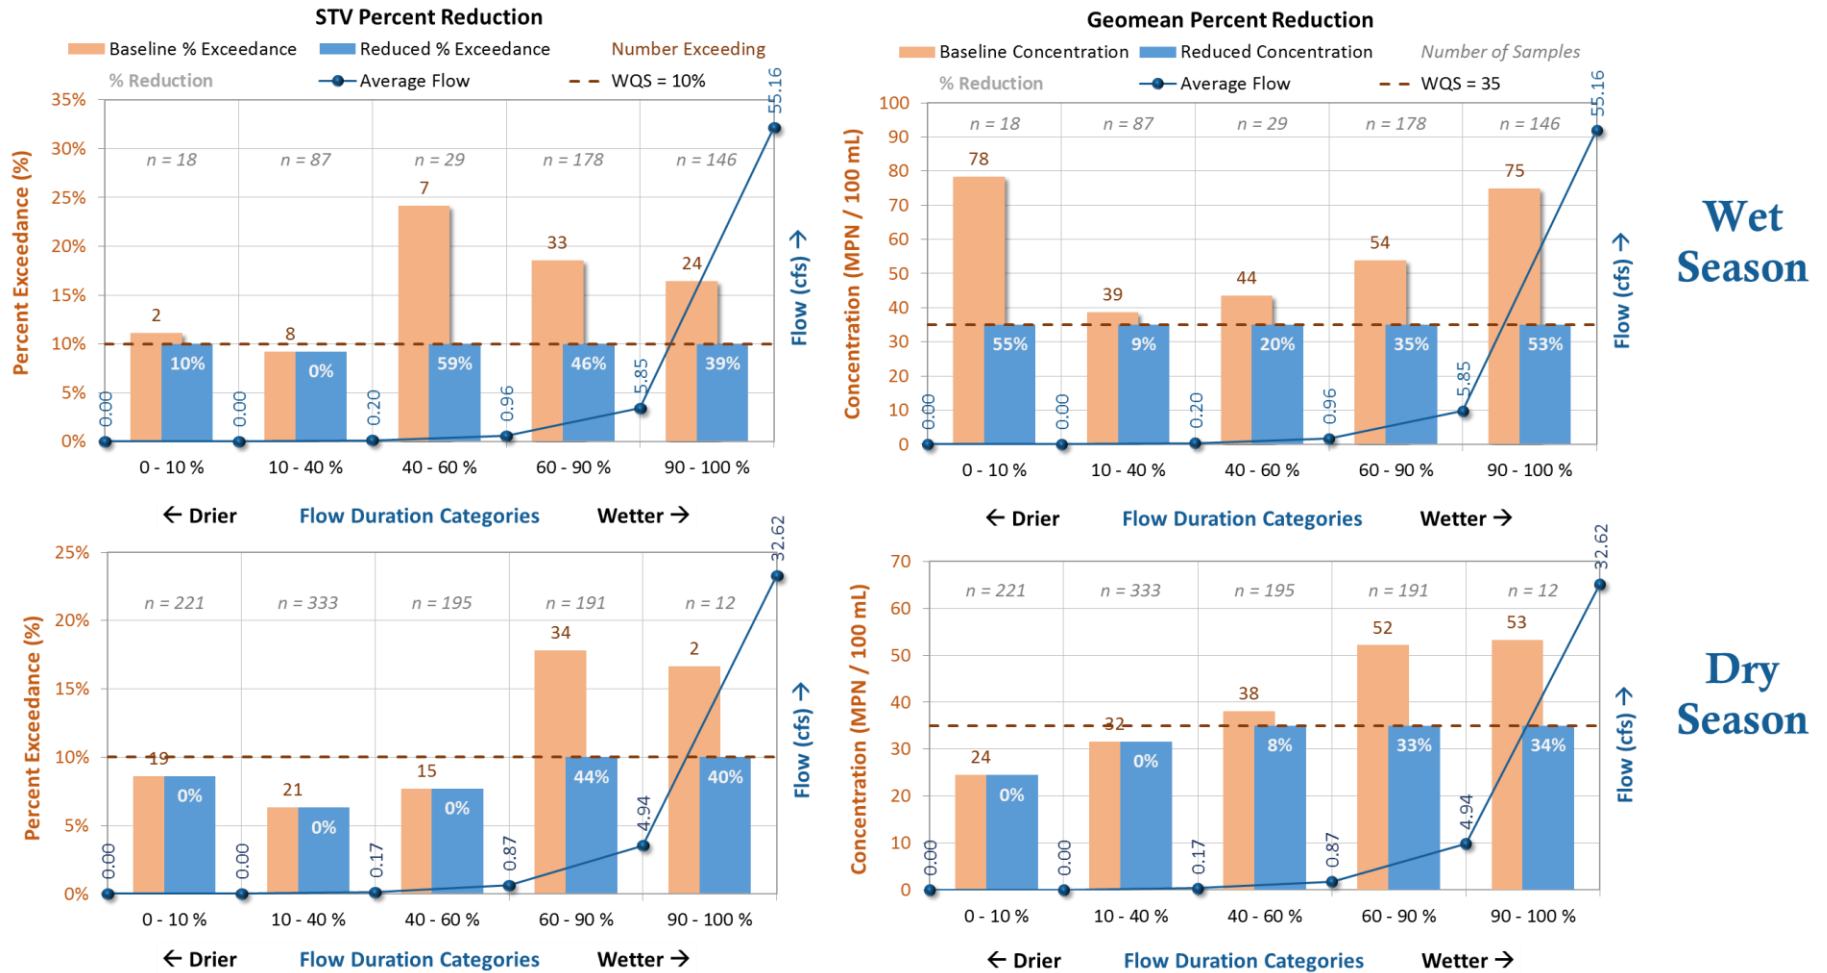 STV Percent Reduction
Baseline % Exceedance
Reduced % Exceedance
Number Exceeding
% Reduction
Average Flow
WQS = 10%
35%
30%
25%
20%
15%
10%
5%
0%
Percent Exceedance (%)
n = 18
n = 87
n = 29
n = 178
n = 146
2
8
7
33
24
10%
0%
59%
46%
39%
0.00
0.00
0.20
0.96
5.85
55.16
Flow (cfs) →
0 - 10 %
10 - 40 %
40 - 60 %
60 - 90 %
90 - 100 %
← Drier
Flow Duration Categories
Wetter →
Geomean Percent Reduction
Baseline Concentration
Reduced Concentration
Number of Samples
% Reduction
Average Flow
WQS = 35
100
90
80
70
60
50
40
30
20
10
0
Concentration (MPN / 100 mL)
n = 18
n = 87
n = 29
n = 178
n = 146
78
39
44
54
75
55%
9%
20%
35%
53%
0.00
0.00
0.20
0.96
5.85
55.16
Flow (cfs) →
0 - 10 %
10 - 40 %
40 - 60 %
60 - 90 %
90 - 100 %
← Drier
Flow Duration Categories
Wetter →
Wet
Season
25%
20%
15%
10%
5%
0%
Percent Exceedance (%)
n = 221
n = 333
n = 195
n = 191
n = 12
19
21
15
34
2
0%
0%
0%
44%
40%
0.00
0.00
0.17
0.87
4.94
32.62
Flow (cfs) →
0 - 10 %
10 - 40 %
40 - 60 %
60 - 90 %
90 - 100 %
← Drier
Flow Duration Categories
Wetter →
70
60
50
40
30
20
10
0
Concentration (MPN / 100 mL)
n = 221
n = 333
n = 195
n = 191
n = 12
24
32
38
52
53
0%
0%
8%
33%
34%
0.00
0.00
0.17
0.87
4.94
32.62
Flow (cfs) →
0 - 10 %
10 - 40 %
40 - 60 %
60 - 90 %
90 - 100 %
← Drier
Flow Duration Categories
Wetter →
Dry
Season